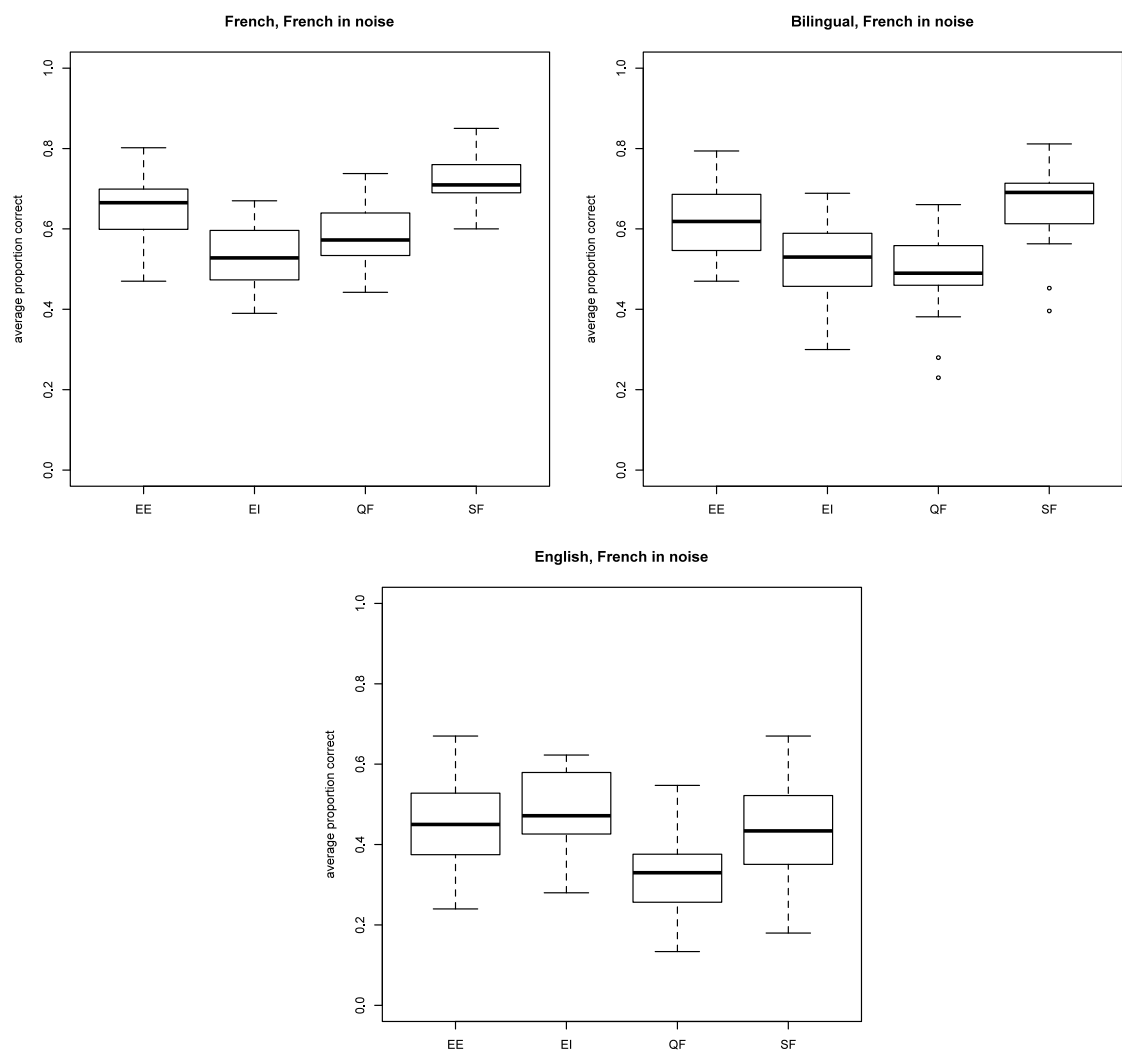 French, French in noise
average proportion correct
1.0
0.8
0.6
0.4
0.2
0.0
EE EI QF SF
Bilingual, French in noise
average proportion correct
1.0
0.8
0.6
0.4
0.2
0.0
EE EI QF SF
English, French in noise
average proportion correct
1.0
0.8
0.6
0.4
0.2
0.0
EE EI QF SF